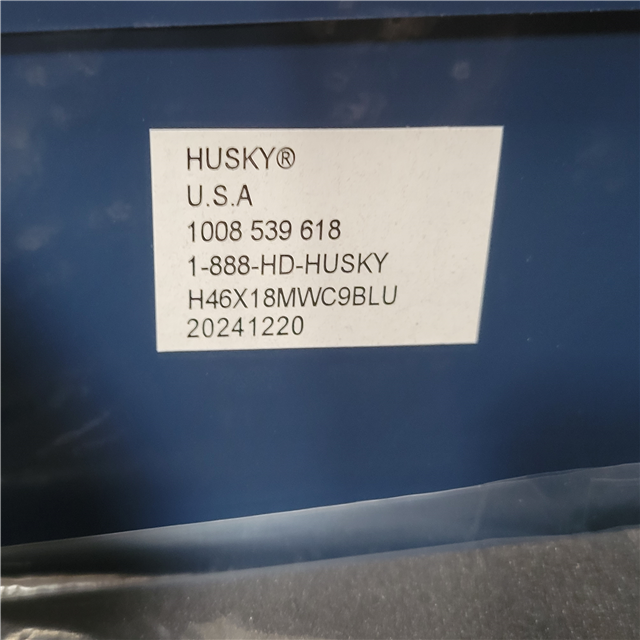 HUSKY®
U.S.A
1008 539 618
1-888-HD-HUSKY
H46X18MWC9BLU
20241220